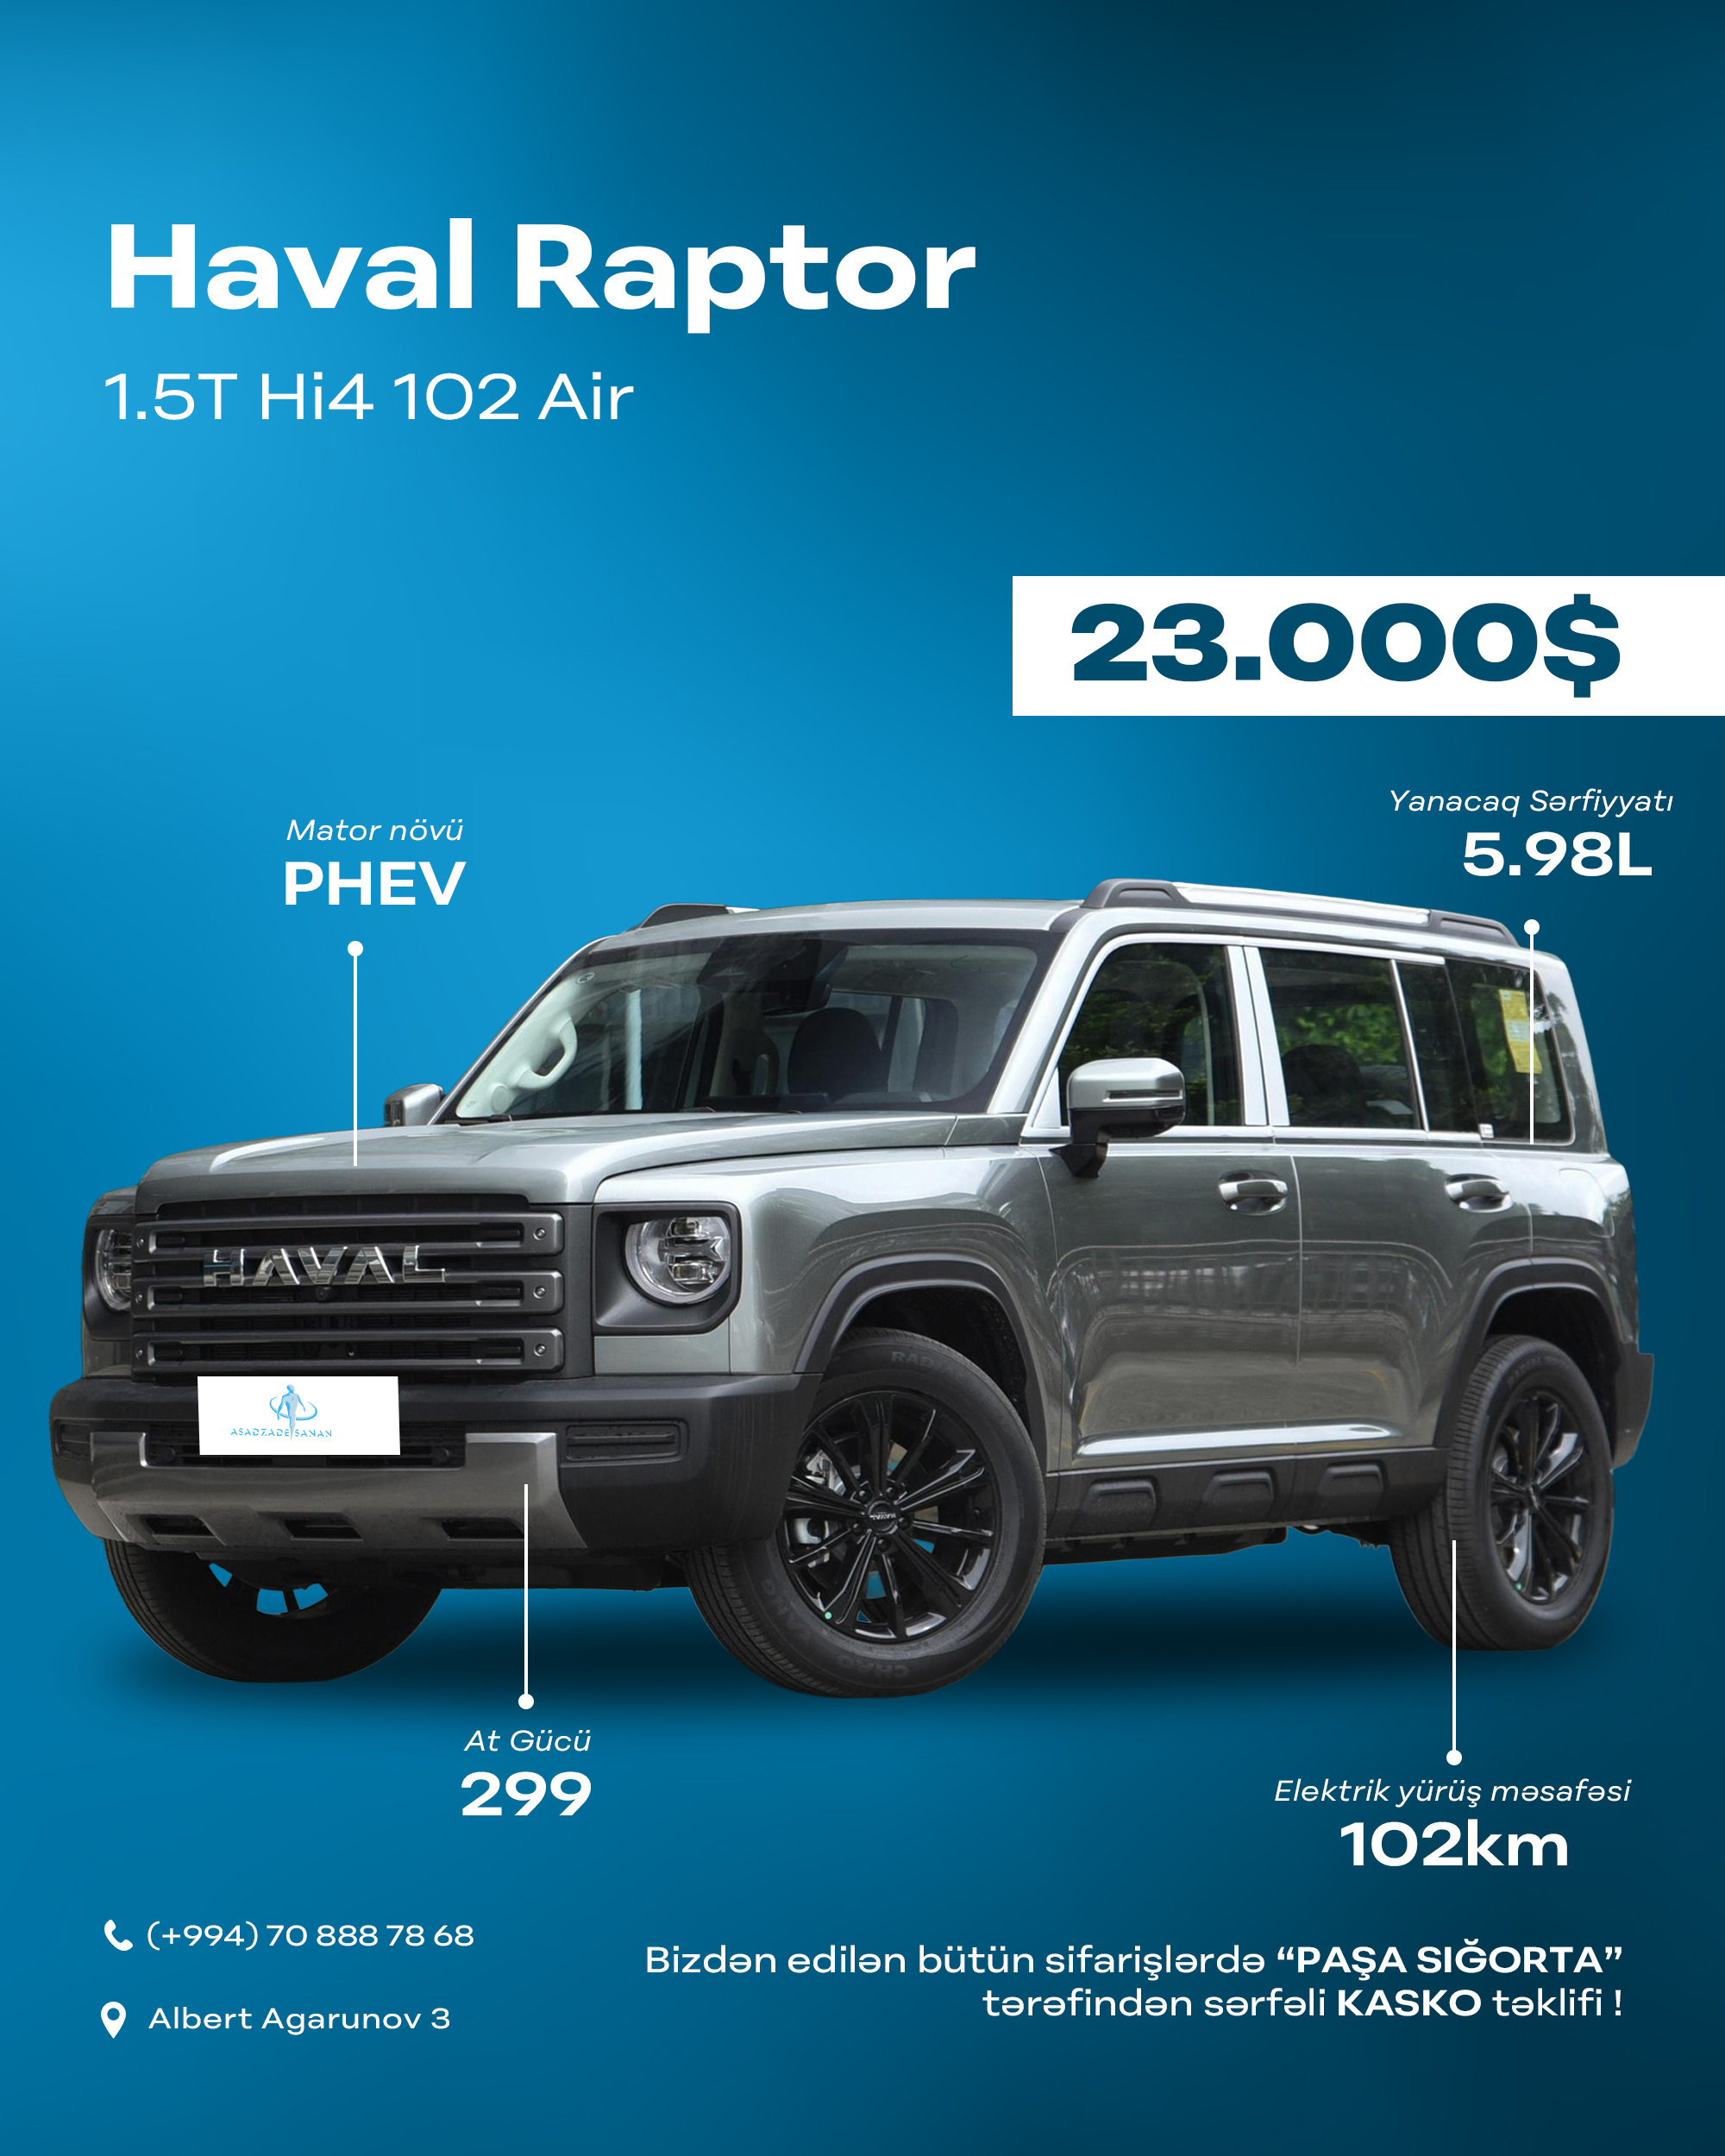 Haval Raptor
1.5T Hi4 102 Air
23.000$
Yanacaq Sərfiyyatı
5.98L
Mator növü
PHEV
HAVAL
ASADZADE SANAN
At Gücü
299
Elektrik yürüş məsafəsi
102km
(+994) 70 888 78 68
Albert Agarunov 3
Bizdən edilən bütün sifarişlərdə “PAŞA SIĞORTA”
tərəfindən sərfəli KASKO təklifi !